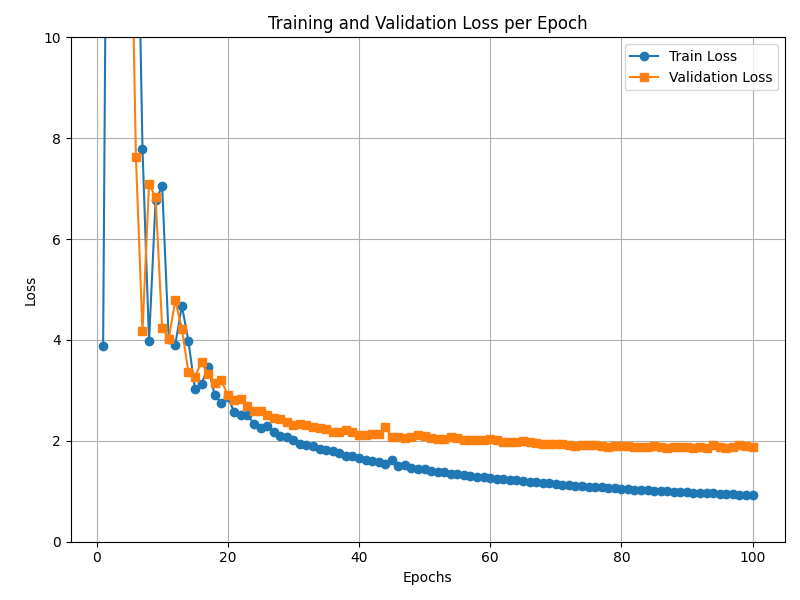 Training and Validation Loss per Epoch
Train Loss
Validation Loss
Loss
10
8
6
4
2
0
0 20 40 60 80 100
Epochs